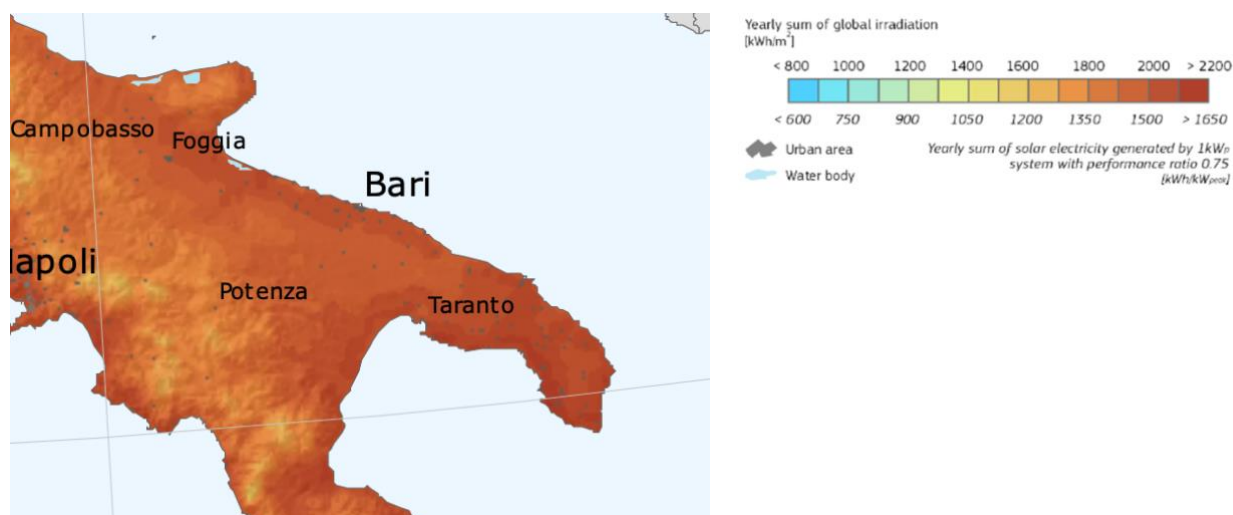 Campobasso
Foggia
Bari
Napoli
Potenza
Taranto
Yearly sum of global irradiation
[kWh/m²]
< 800 1000 1200 1400 1600 1800 2000 > 2200
< 600 750 900 1050 1200 1350 1500 > 1650
Urban area
Water body
Yearly sum of solar electricity generated by 1kWp
system with performance ratio 0.75
[kWh/kWpeak]